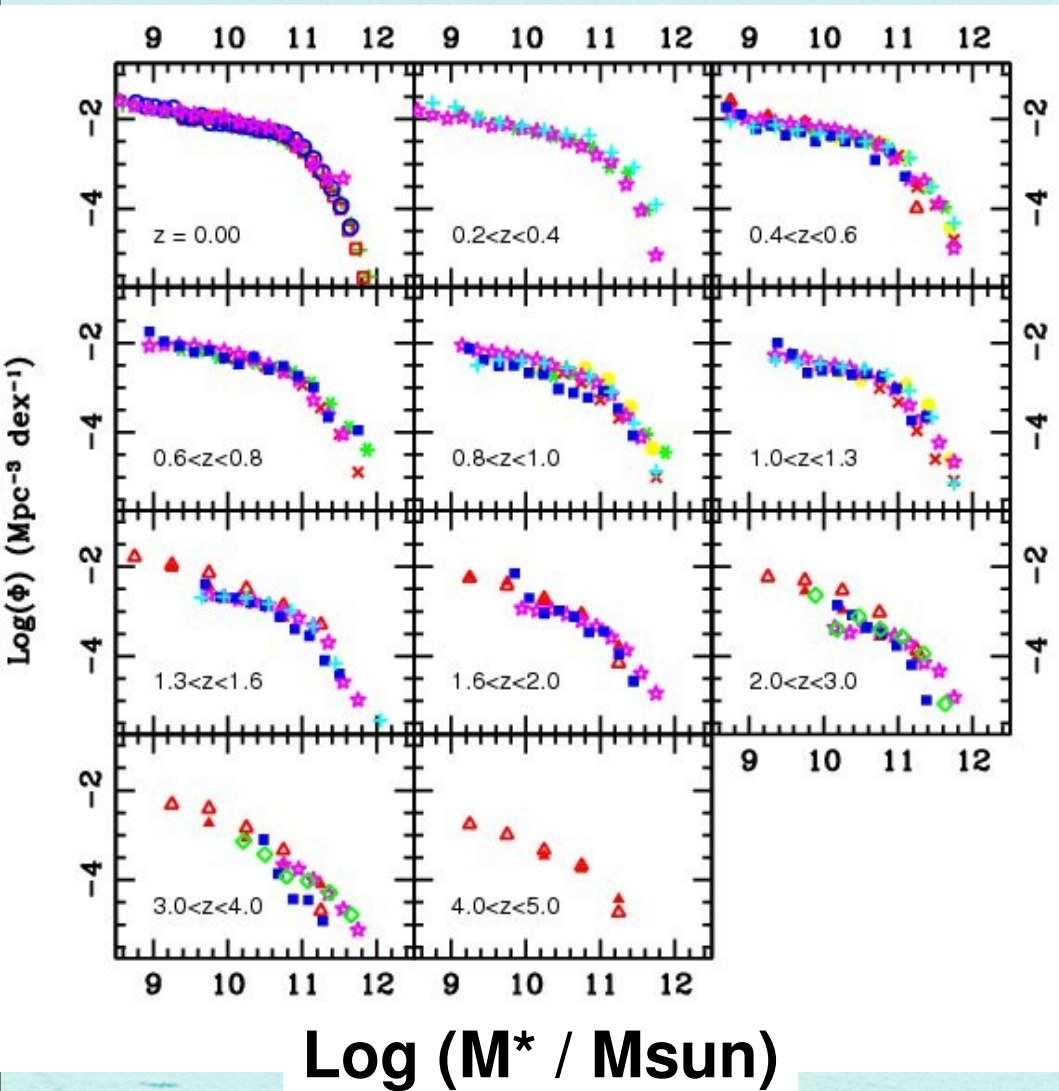 9 10 11 12 9 10 11 12 9 10 11 12
-2 -2
-4 -4
z = 0.00 0.2<z<0.4 0.4<z<0.6
-2 -2
-4 -4
0.6<z<0.8 0.8<z<1.0 1.0<z<1.3
Log(Φ) (Mpc⁻³ dex⁻¹)
-2 -2
-4 -4
1.3<z<1.6 1.6<z<2.0 2.0<z<3.0
9 10 11 12
-2
-4
3.0<z<4.0 4.0<z<5.0
9 10 11 12 9 10 11 12
Log (M* / Msun)